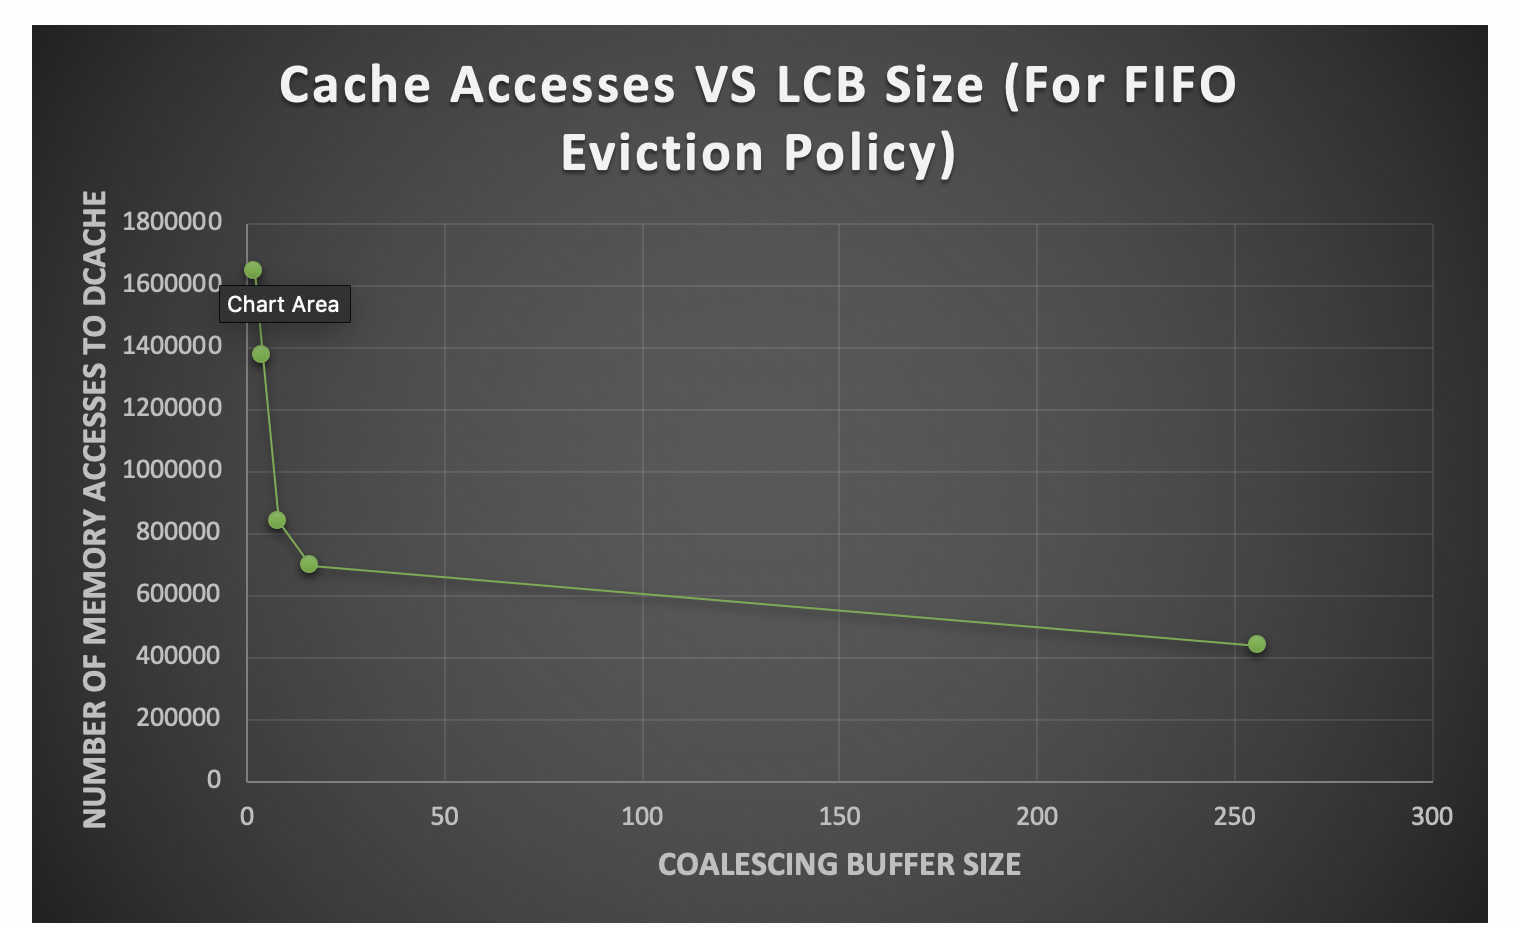 Cache Accesses VS LCB Size (For FIFO
Eviction Policy)
NUMBER OF MEMORY ACCESSES TO DCACHE
1800000
1600000
Chart Area
1400000
1200000
1000000
800000
600000
400000
200000
0
0 50 100 150 200 250 300
COALESCING BUFFER SIZE